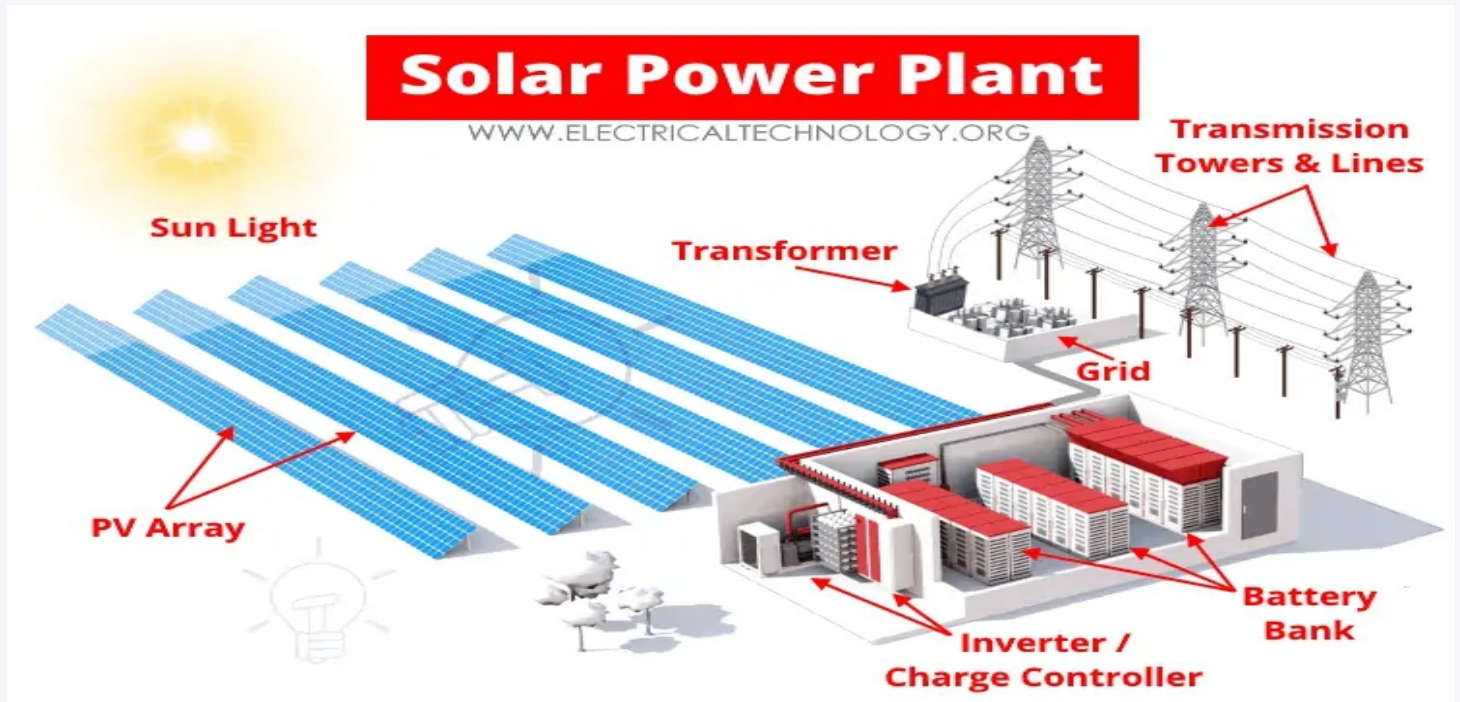 Solar Power Plant
WWW.ELECTRICALTECHNOLOGY.ORG
Transmission
Towers & Lines
Sun Light
Transformer
Grid
PV Array
Battery
Bank
Inverter /
Charge Controller